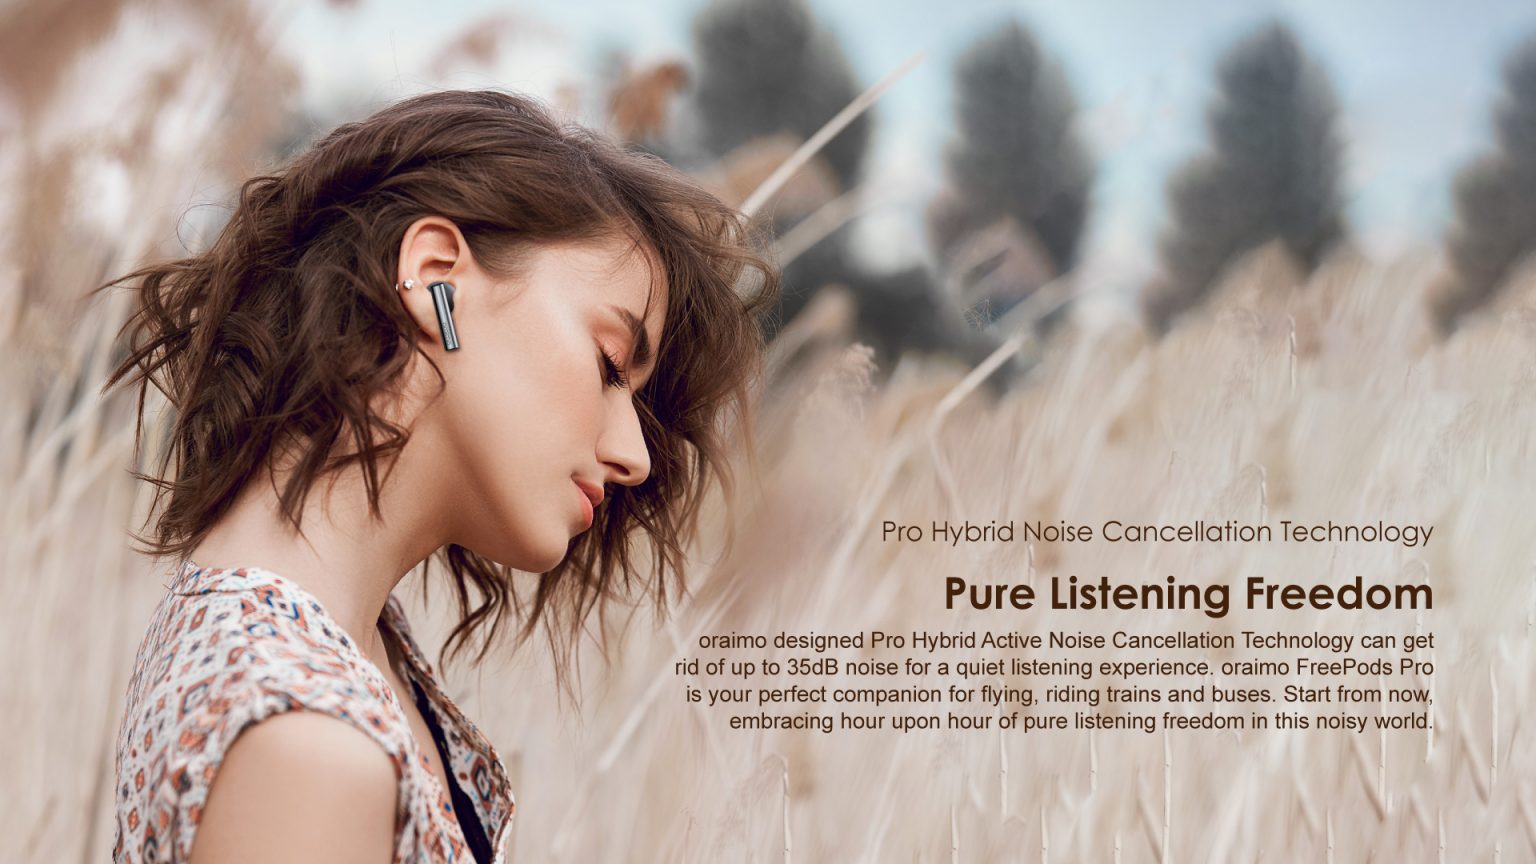 Pro Hybrid Noise Cancellation Technology
Pure Listening Freedom
oraimo designed Pro Hybrid Active Noise Cancellation Technology can get
rid of up to 35dB noise for a quiet listening experience. oraimo FreePods Pro
is your perfect companion for flying, riding trains and buses. Start from now,
embracing hour upon hour of pure listening freedom in this noisy world.